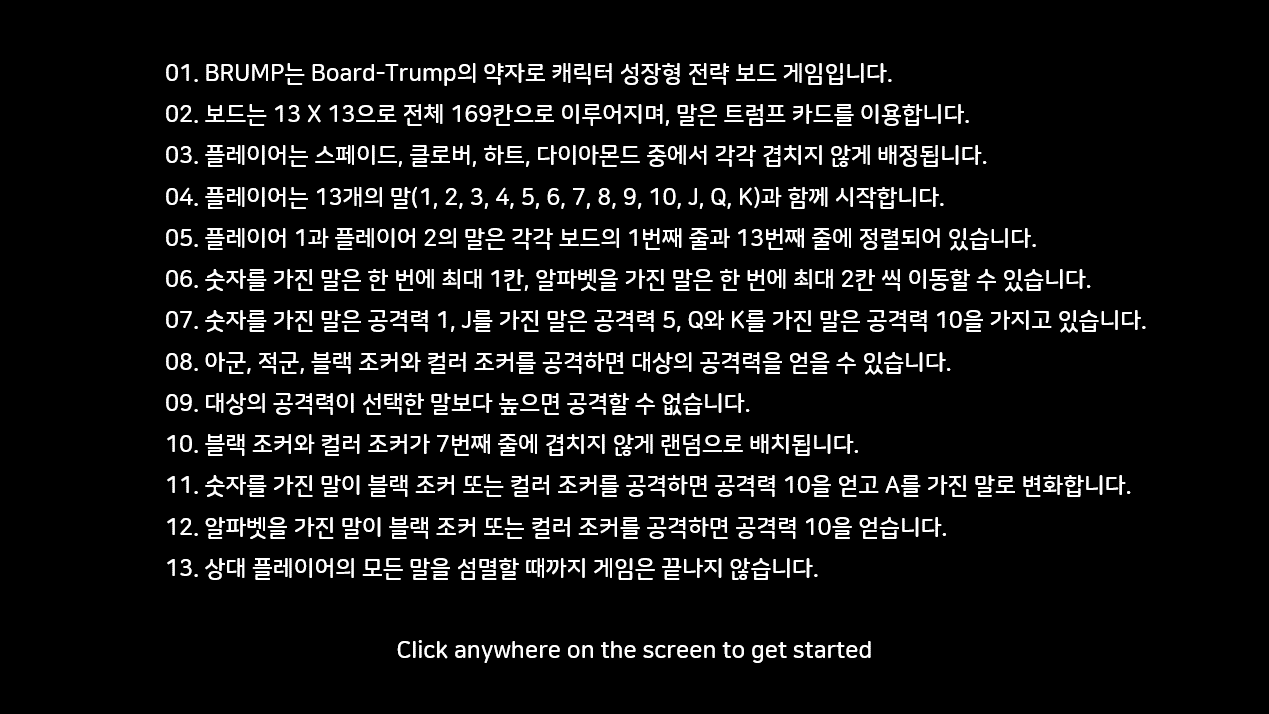 01. BRUMP는 Board-Trump의 약자로 캐릭터 성장형 전략 보드 게임입니다.
02. 보드는 13 X 13으로 전체 169칸으로 이루어지며, 말은 트럼프 카드를 이용합니다.
03. 플레이어는 스페이드, 클로버, 하트, 다이아몬드 중에서 각각 겹치지 않게 배정됩니다.
04. 플레이어는 13개의 말(1, 2, 3, 4, 5, 6, 7, 8, 9, 10, J, Q, K)과 함께 시작합니다.
05. 플레이어 1과 플레이어 2의 말은 각각 보드의 1번째 줄과 13번째 줄에 정렬되어 있습니다.
06. 숫자를 가진 말은 한 번에 최대 1칸, 알파벳을 가진 말은 한 번에 최대 2칸 씩 이동할 수 있습니다.
07. 숫자를 가진 말은 공격력 1, J를 가진 말은 공격력 5, Q와 K를 가진 말은 공격력 10을 가지고 있습니다.
08. 아군, 적군, 블랙 조커와 컬러 조커를 공격하면 대상의 공격력을 얻을 수 있습니다.
09. 대상의 공격력이 선택한 말보다 높으면 공격할 수 없습니다.
10. 블랙 조커와 컬러 조커가 7번째 줄에 겹치지 않게 랜덤으로 배치됩니다.
11. 숫자를 가진 말이 블랙 조커 또는 컬러 조커를 공격하면 공격력 10을 얻고 A를 가진 말로 변화합니다.
12. 알파벳을 가진 말이 블랙 조커 또는 컬러 조커를 공격하면 공격력 10을 얻습니다.
13. 상대 플레이어의 모든 말을 섬멸할 때까지 게임은 끝나지 않습니다.
Click anywhere on the screen to get started